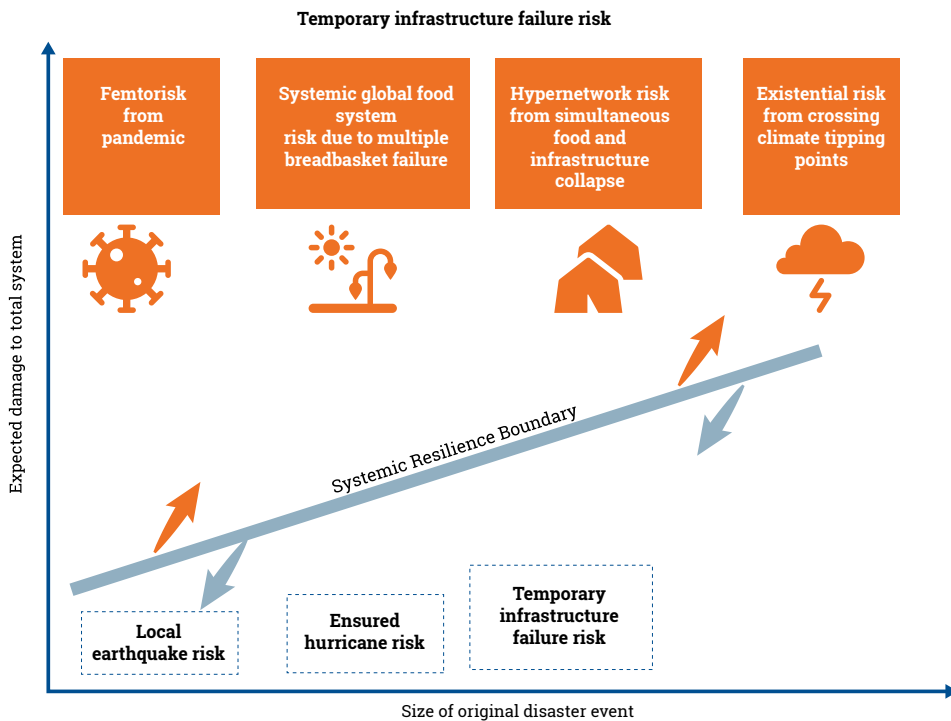 Temporary infrastructure failure risk
Femtorisk
from
pandemic
Systemic global food
system
risk due to multiple
breadbasket failure
Hypernetwork risk
from simultaneous
food and
infrastructure
collapse
Existential risk
from crossing
climate tipping
points
Expected damage to total system
Systemic Resilience Boundary
Local
earthquake risk
Ensured
hurricane risk
Temporary
infrastructure
failure risk
Size of original disaster event